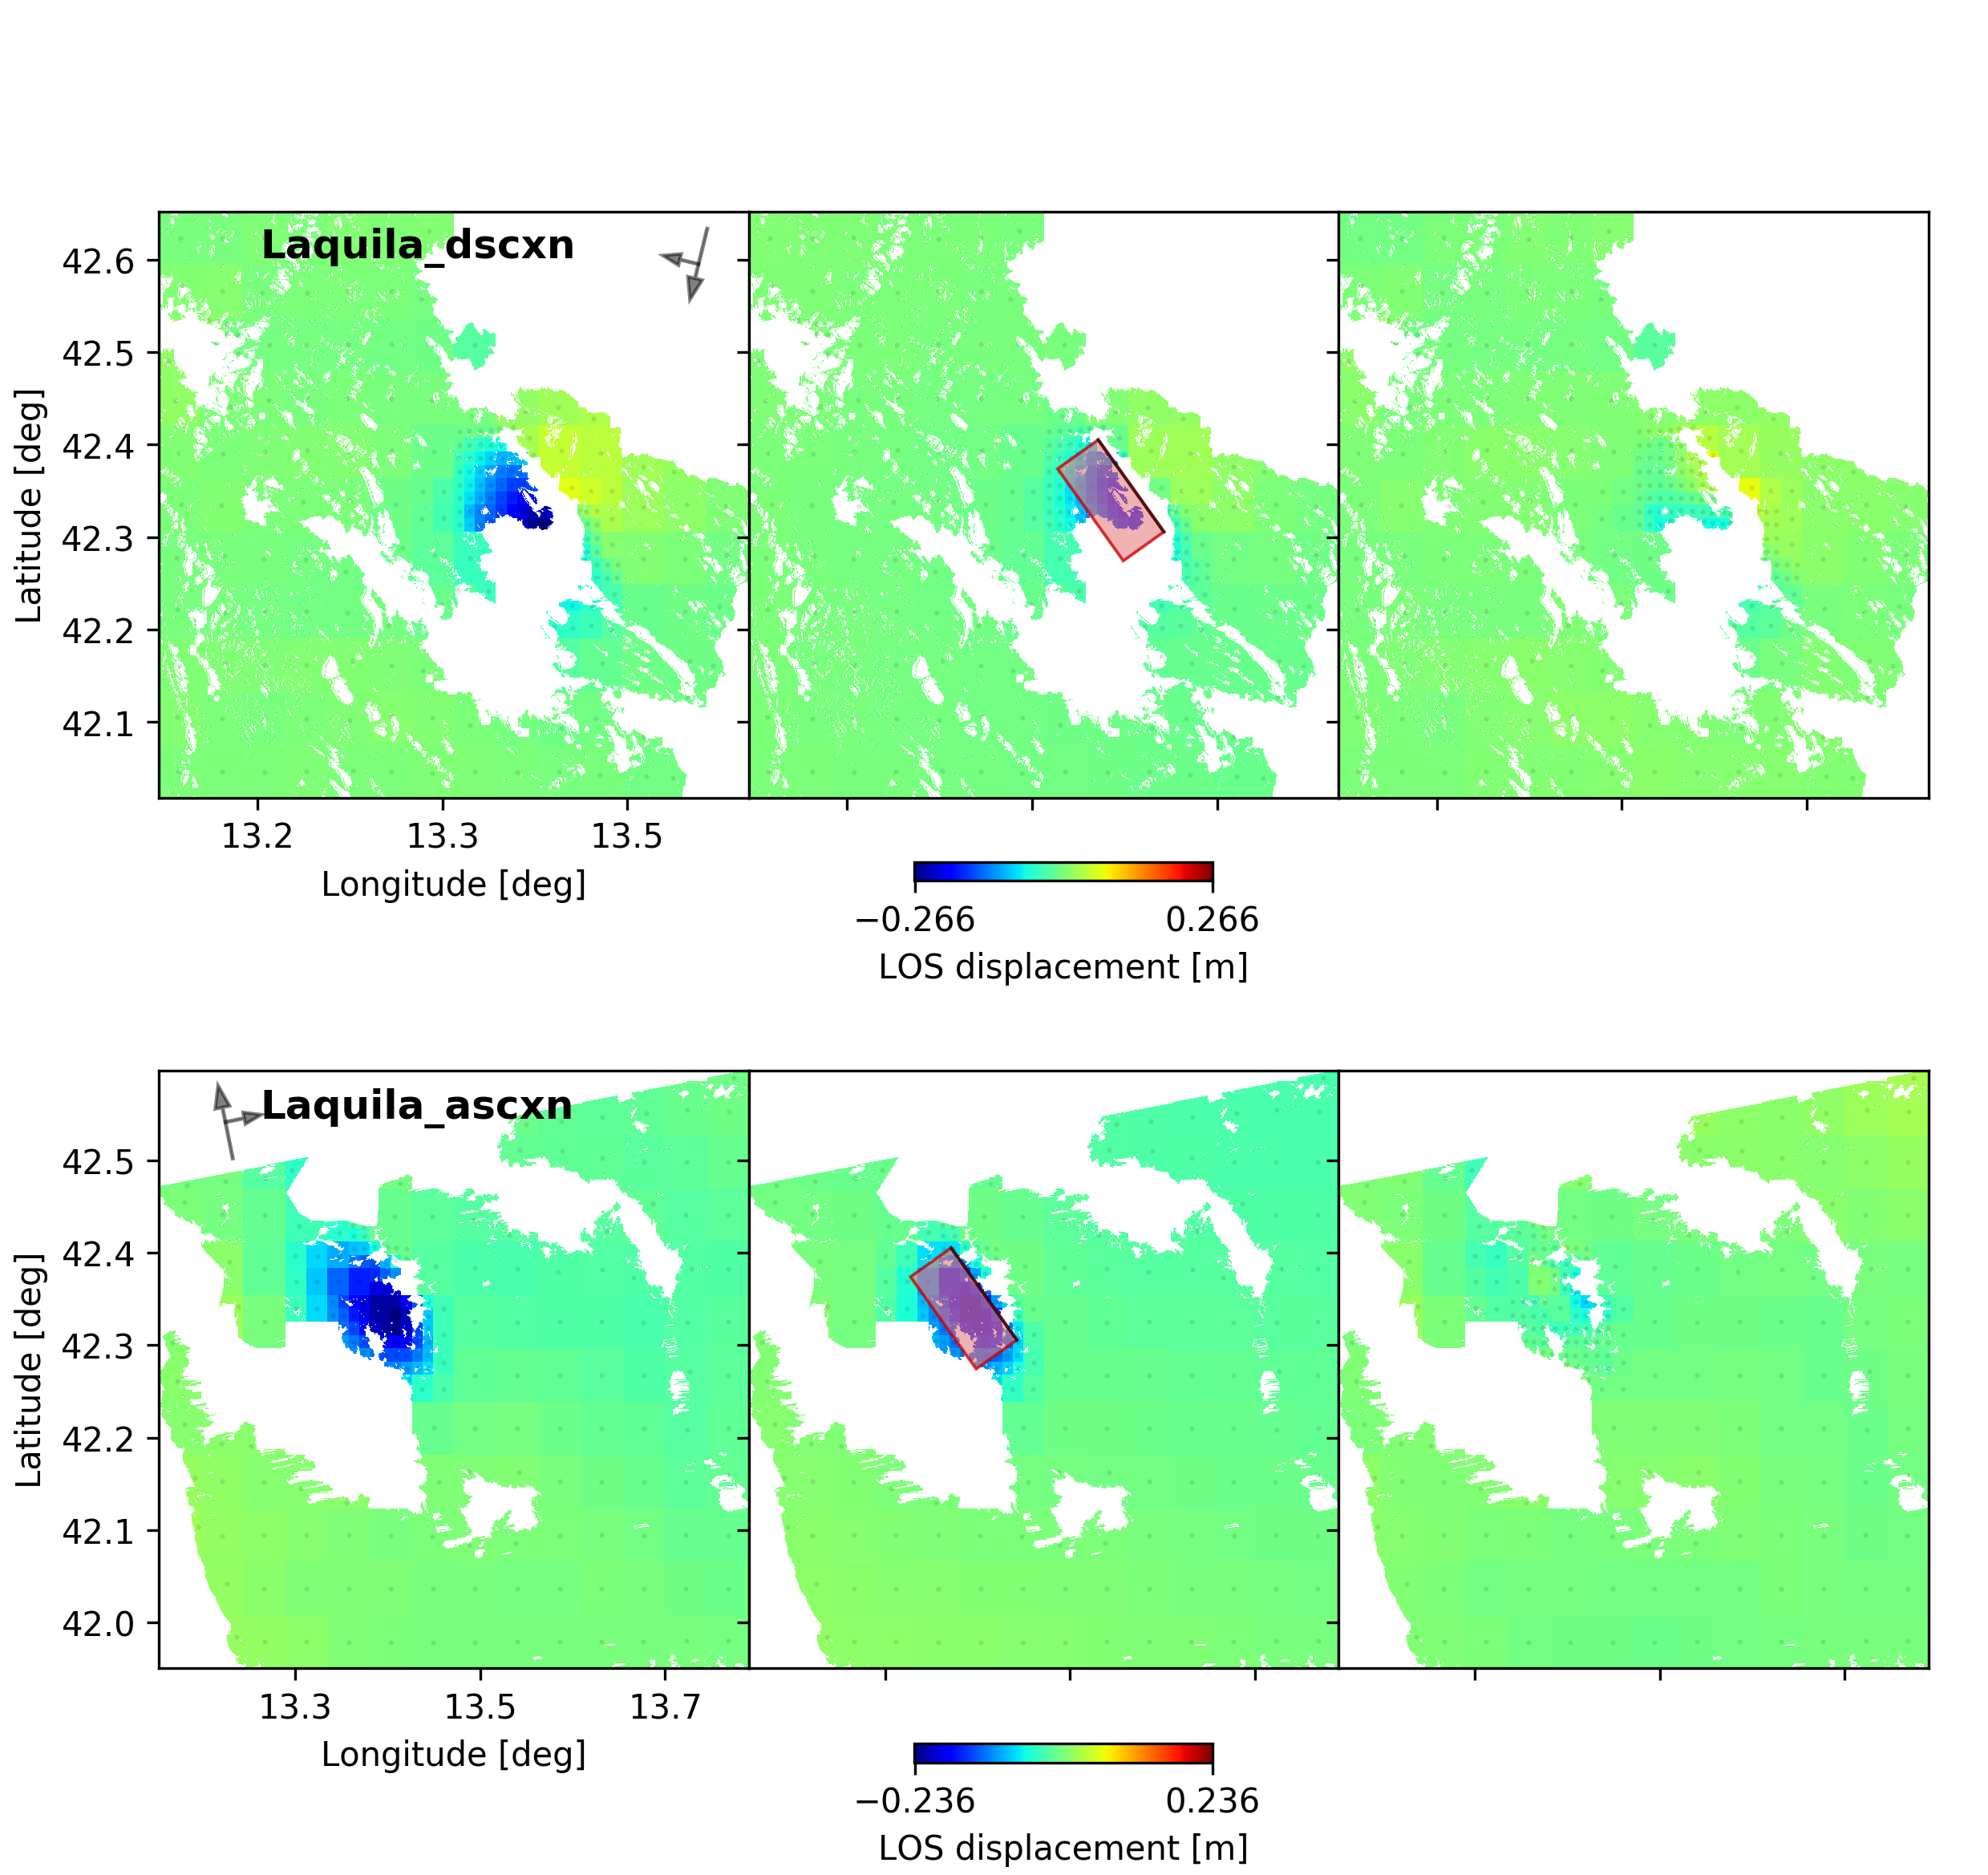 Laquila_dscxn
42.6
42.5
42.4
42.3
42.2
42.1
Latitude [deg]
13.2 13.3 13.5
Longitude [deg]
−0.266 0.266
LOS displacement [m]
Laquila_ascxn
42.5
42.4
42.3
42.2
42.1
42.0
Latitude [deg]
13.3 13.5 13.7
Longitude [deg]
−0.236 0.236
LOS displacement [m]